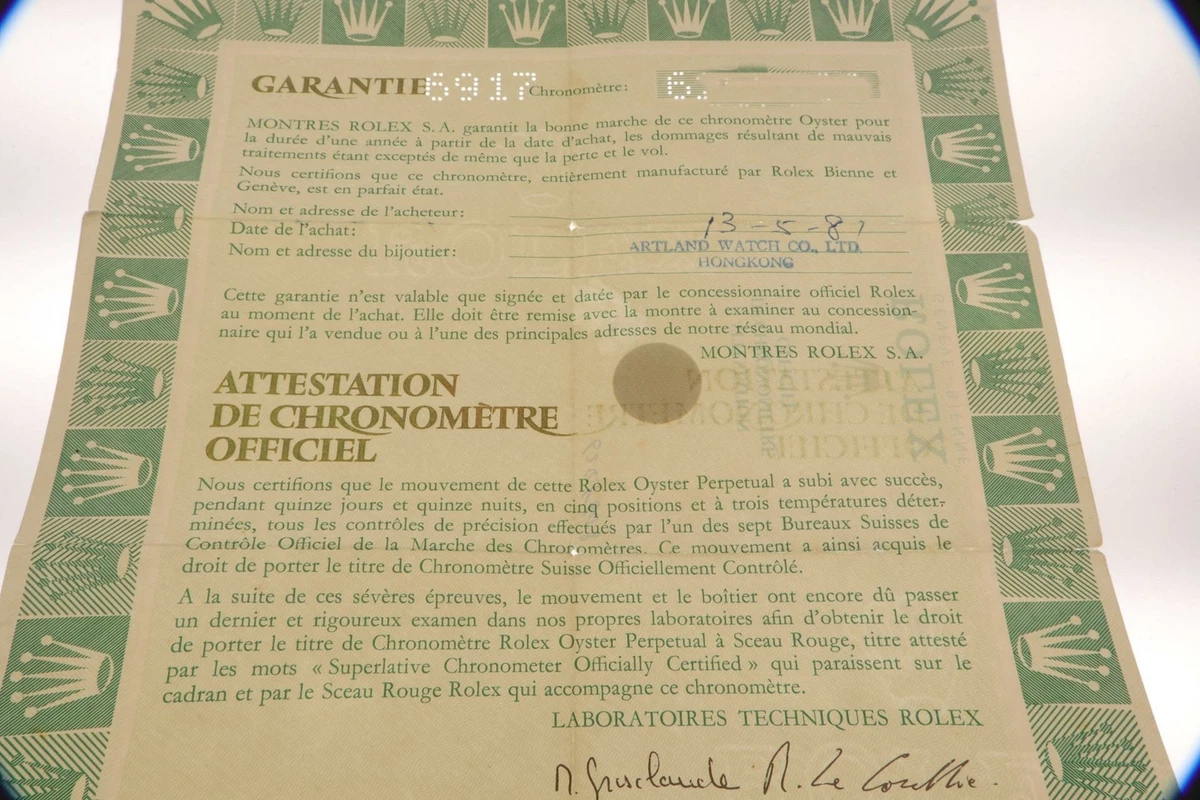 GARANTIE 6917 Chronomètre: 6.
MONTRES ROLEX S.A. garantit la bonne marche de ce chronomètre Oyster pour
la durée d'une année à partir de la date d'achat, les dommages résultant de mauvais
traitements étant exceptés de même que la perte et le vol.
Nous certifions que ce chronomètre, entièrement manufacturé par Rolex Bienne et
Genève, est en parfait état.
Nom et adresse de l'acheteur:
Date de l'achat: 13-5-81
Nom et adresse du bijoutier: ARTLAND WATCH CO., LTD.
HONGKONG
Cette garantie n'est valable que signée et datée par le concessionnaire officiel Rolex
au moment de l'achat. Elle doit être remise avec la montre à examiner au concession-
naire qui l'a vendue ou à l'une des principales adresses de notre réseau mondial.
MONTRES ROLEX S.A.
ATTESTATION
DE CHRONOMÈTRE
OFFICIEL
Nous certifions que le mouvement de cette Rolex Oyster Perpetual a subi avec succès,
pendant quinze jours et quinze nuits, en cinq positions et à trois températures déter-
minées, tous les contrôles de précision effectués par l'un des sept Bureaux Suisses de
Contrôle Officiel de la Marche des Chronomètres. Ce mouvement a ainsi acquis le
droit de porter le titre de Chronomètre Suisse Officiellement Contrôlé.
A la suite de ces sévères épreuves, le mouvement et le boîtier ont encore dû passer
un dernier et rigoureux examen dans nos propres laboratoires afin d'obtenir le droit
de porter le titre de Chronomètre Rolex Oyster Perpetual à Sceau Rouge, titre attesté
par les mots « Superlative Chronometer Officially Certified » qui paraissent sur le
cadran et par le Sceau Rouge Rolex qui accompagne ce chronomètre.
LABORATOIRES TECHNIQUES ROLEX